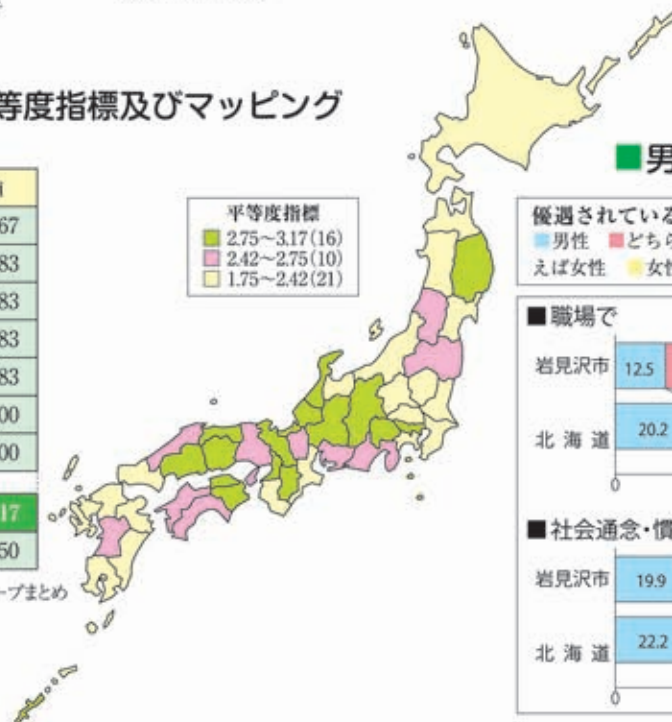 等度指標及びマッピング
67
83
83
83
83
00
00
17
50
ープまとめ
平等度指標
2.75～3.17(16)
2.42～2.75(10)
1.75～2.42(21)
■男
優遇されている
男性 どちら
えば女性 女性
■職場で
岩見沢市 12.5
北海道 20.2
0
■社会通念・慣
岩見沢市 19.9
北海道 22.2
0